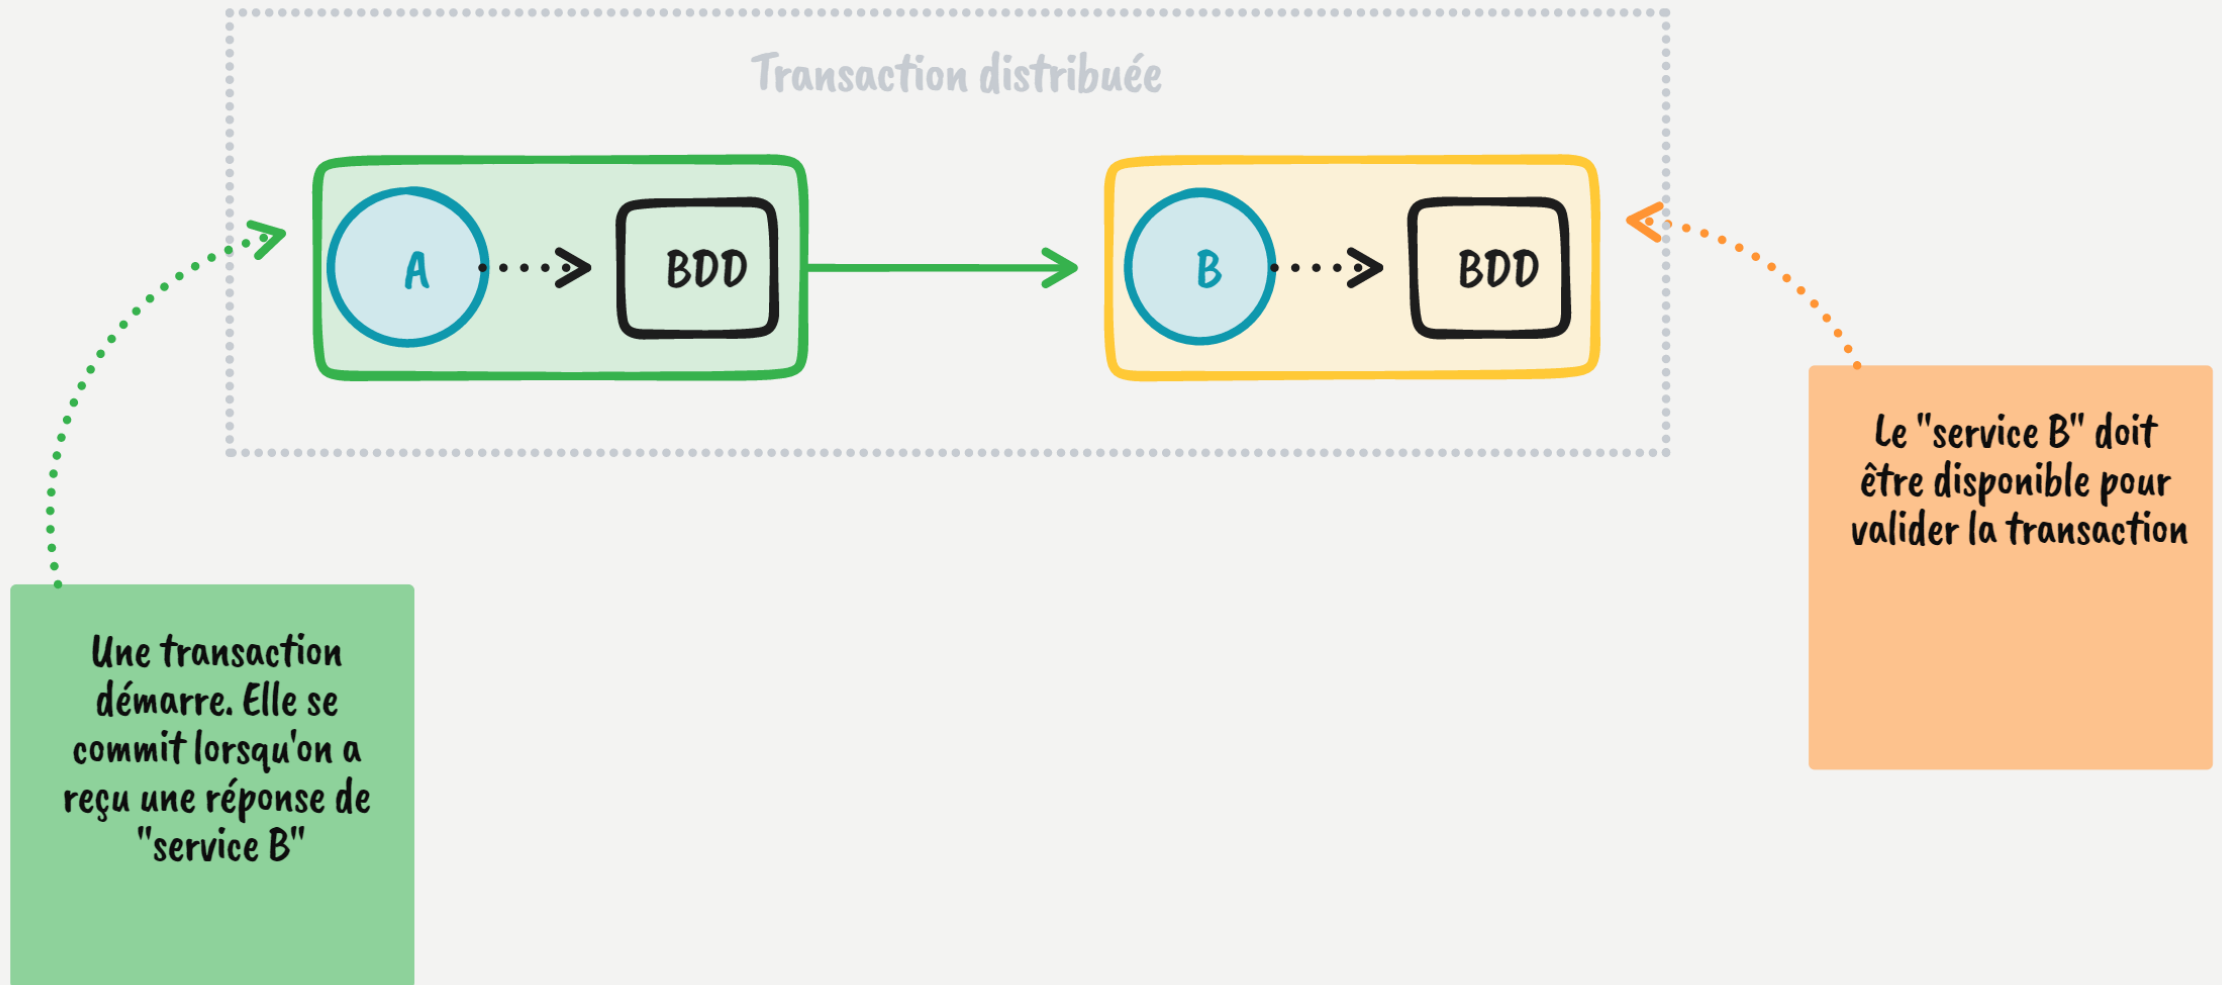 Transaction distribuée
A
BDD
B
BDD
Le "service B" doit
être disponible pour
valider la transaction
Une transaction
démarre. Elle se
commit lorsqu'on a
reçu une réponse de
"service B"